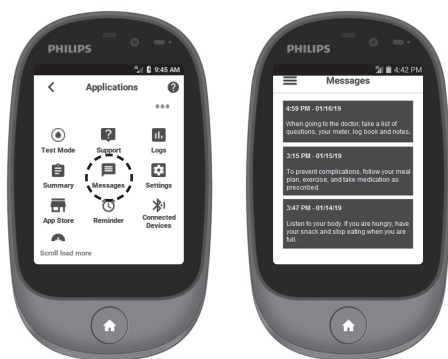 PHILIPS
9:45 AM
Applications
Test Mode
Support
Logs
Summary
Messages
Settings
App Store
Reminder
Connected
Devices
Scroll load more
PHILIPS
4:42 PM
Messages
4:59 PM - 01/16/19
When going to the doctor, take a list of
questions, your meter, log book and notes.
3:15 PM - 01/15/19
To prevent complications, follow your meal
plan, exercise, and take medication as
prescribed.
3:47 PM - 01/14/19
Listen to your body. If you are hungry, have
your snack and stop eating when you are
full.